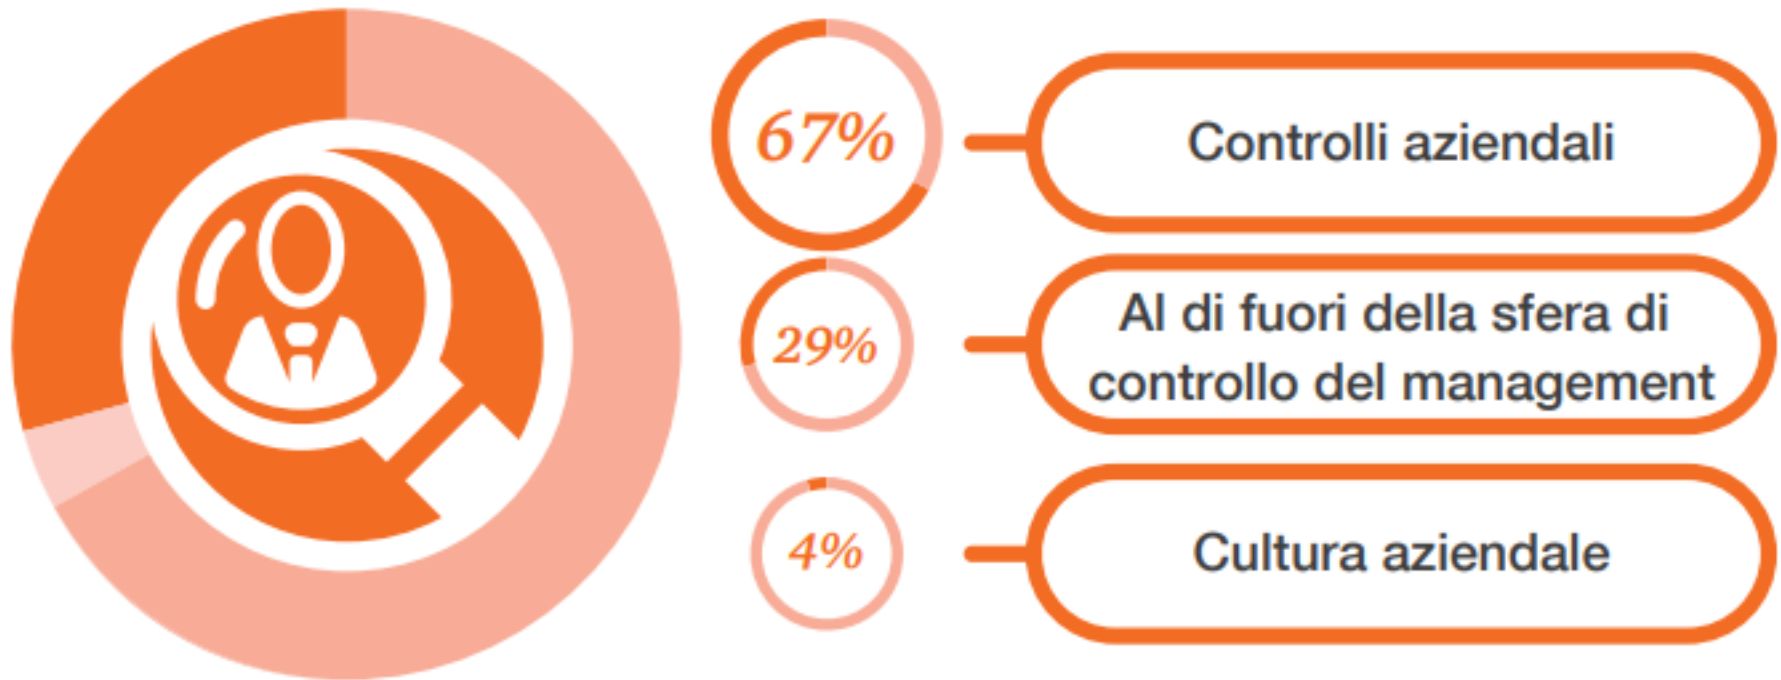 67%
Controlli aziendali
29%
Al di fuori della sfera di
controllo del management
4%
Cultura aziendale